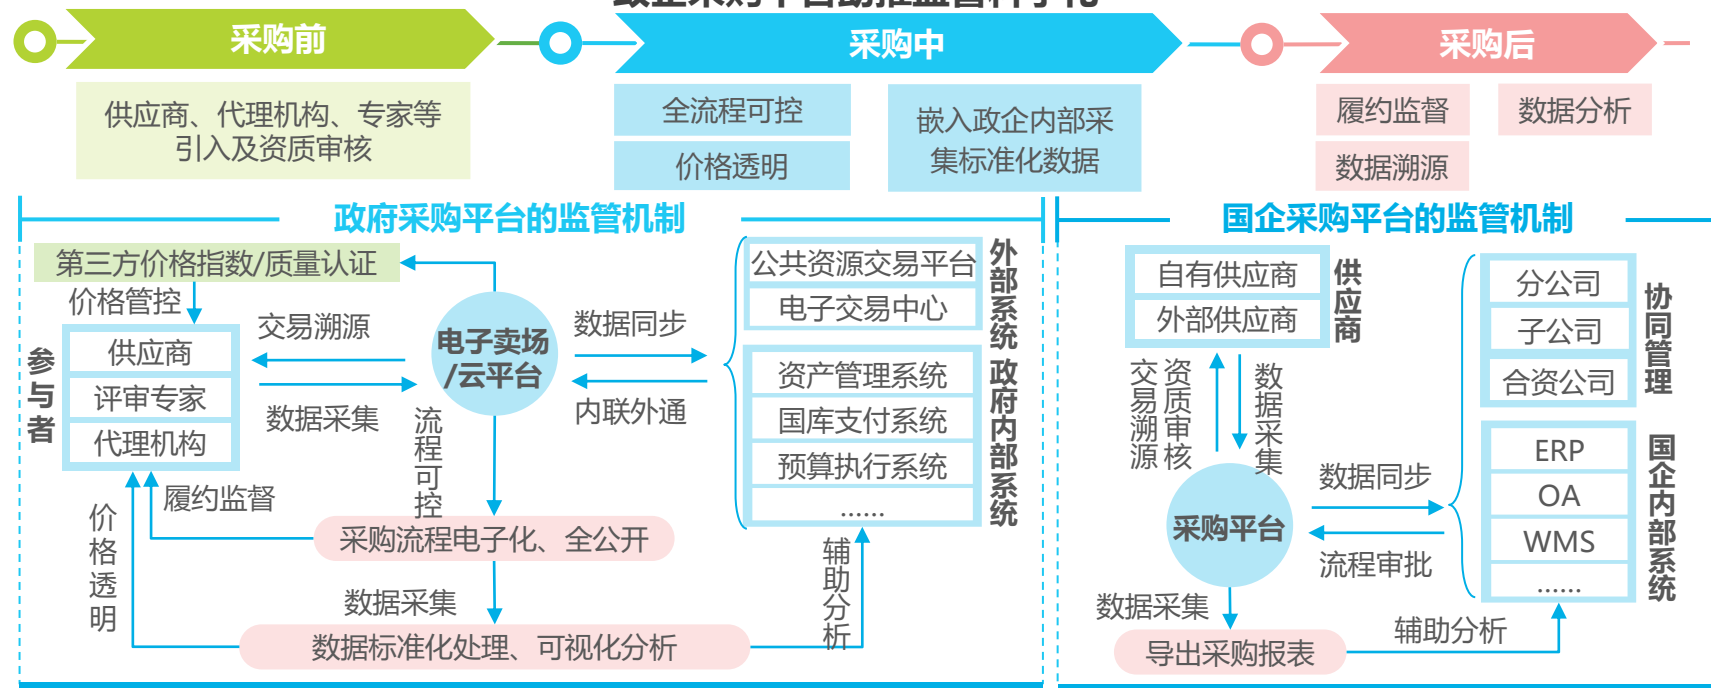 政企采购平台助推监管科学化
采购前
采购中
采购后
供应商、代理机构、专家等
引入及资质审核
全流程可控
价格透明
嵌入政企内部采
集标准化数据
履约监督
数据分析
数据溯源
政府采购平台的监管机制
国企采购平台的监管机制
第三方价格指数/质量认证
价格管控
参与者
供应商
评审专家
代理机构
交易溯源
数据采集
电子卖场
/云平台
数据同步
内联外通
公共资源交易平台
电子交易中心
外部系统
资产管理系统
国库支付系统
预算执行系统
......
政府内部系统
流程可控
履约监督
价格透明
采购流程电子化、全公开
数据采集
数据标准化处理、可视化分析
辅助分析
自有供应商
外部供应商
供应商
交易溯源
资质审核
数据采集
采购平台
数据同步
流程审批
分公司
子公司
合资公司
协同管理
ERP
OA
WMS
......
国企内部系统
数据采集
导出采购报表
辅助分析